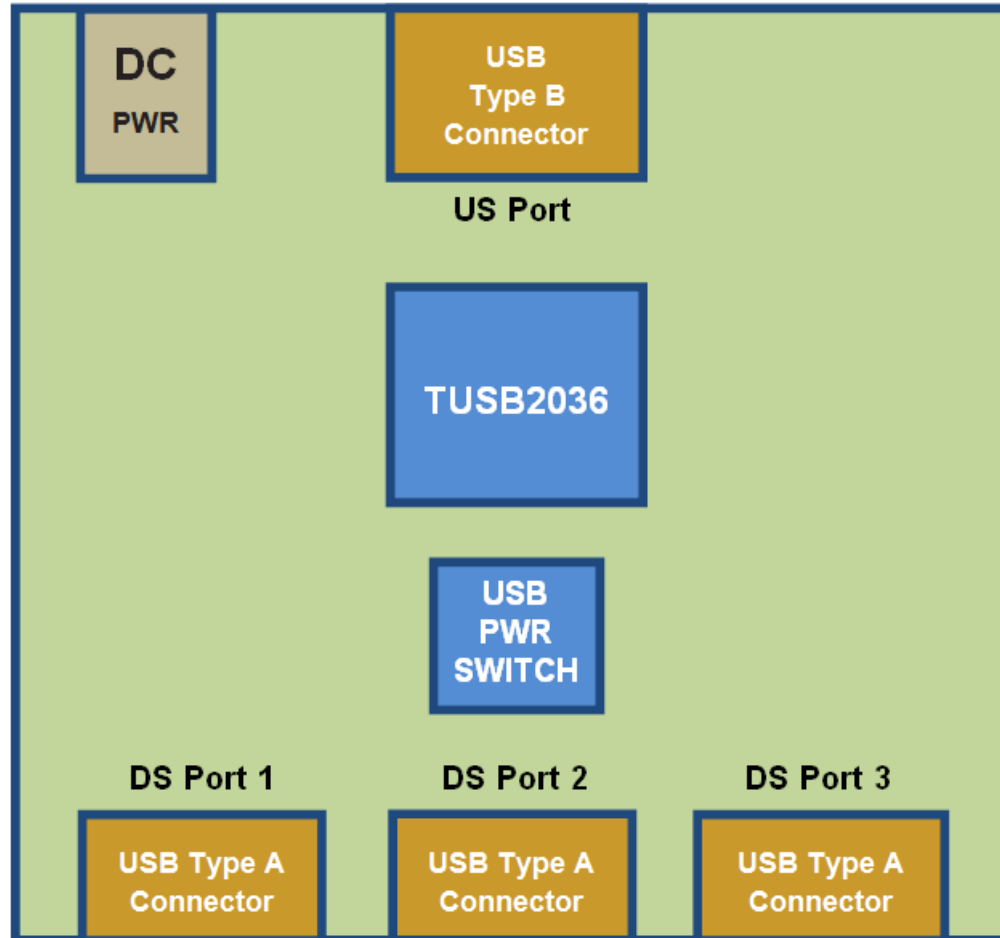 DC
PWR
USB
Type B
Connector
US Port
TUSB2036
USB
PWR
SWITCH
DS Port 1
DS Port 2
DS Port 3
USB Type A
Connector
USB Type A
Connector
USB Type A
Connector